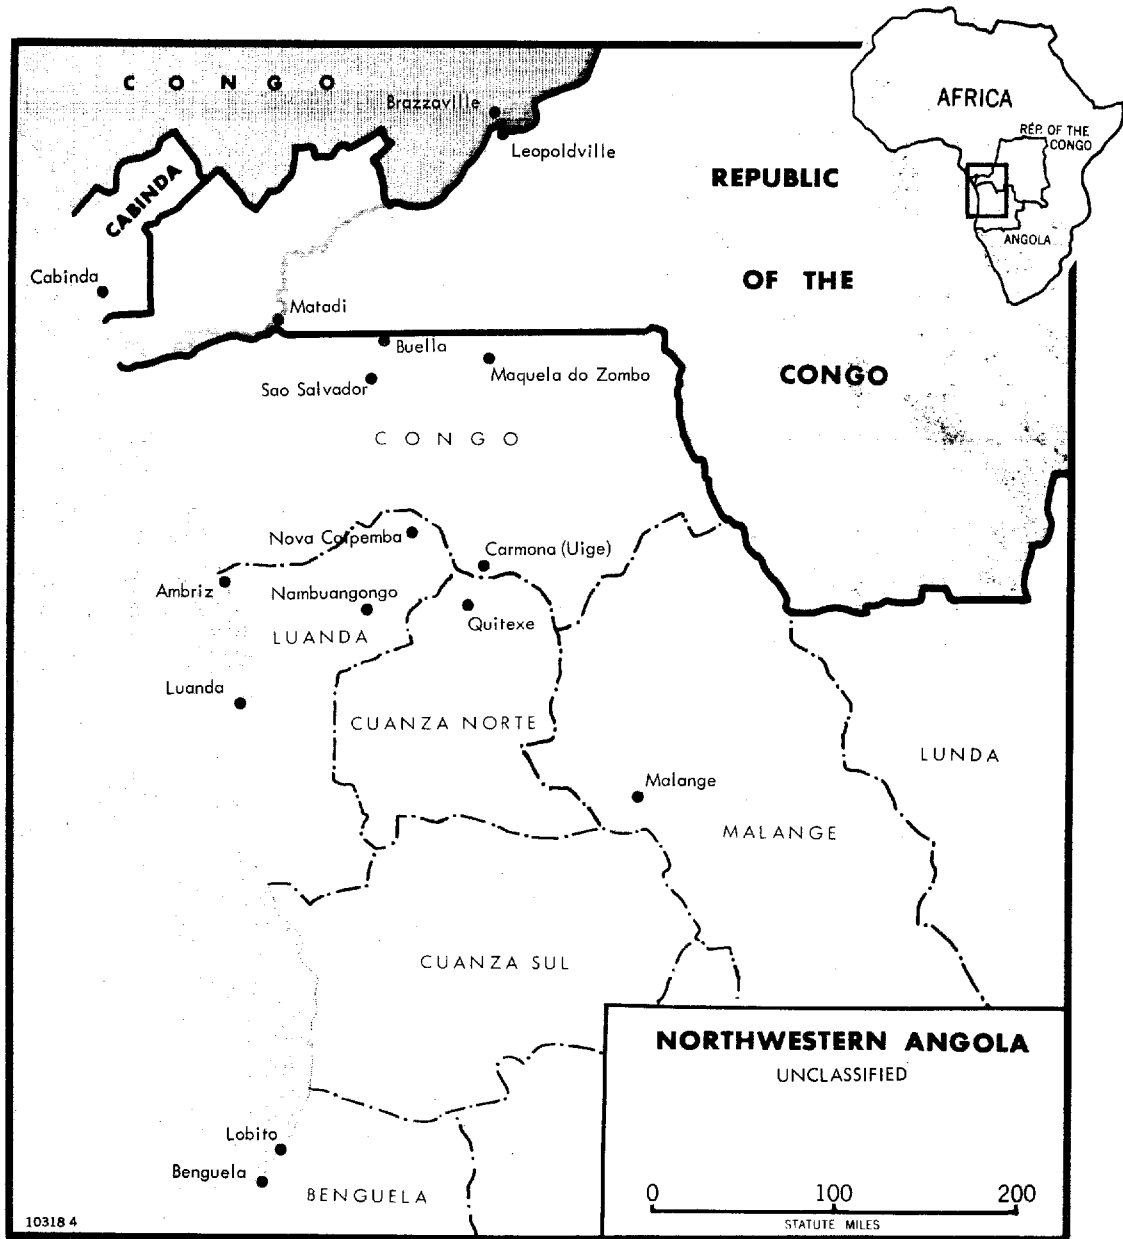 CONGO
Brazzaville
Leopoldville
CABINDA
Cabinda
Matadi
REPUBLIC
OF THE
CONGO
AFRICA
REP. OF THE
CONGO
ANGOLA
Buella
Maquela do Zombo
Sao Salvador
CONGO
Nova Caipemba
Carmona (Uige)
Ambriz
Nambuangongo
Quitexe
LUANDA
Luanda
CUANZA NORTE
LUNDA
Malange
MALANGE
CUANZA SUL
NORTHWESTERN ANGOLA
UNCLASSIFIED
Lobito
Benguela
BENGUELA
0 100 200
STATUTE MILES
10318 4